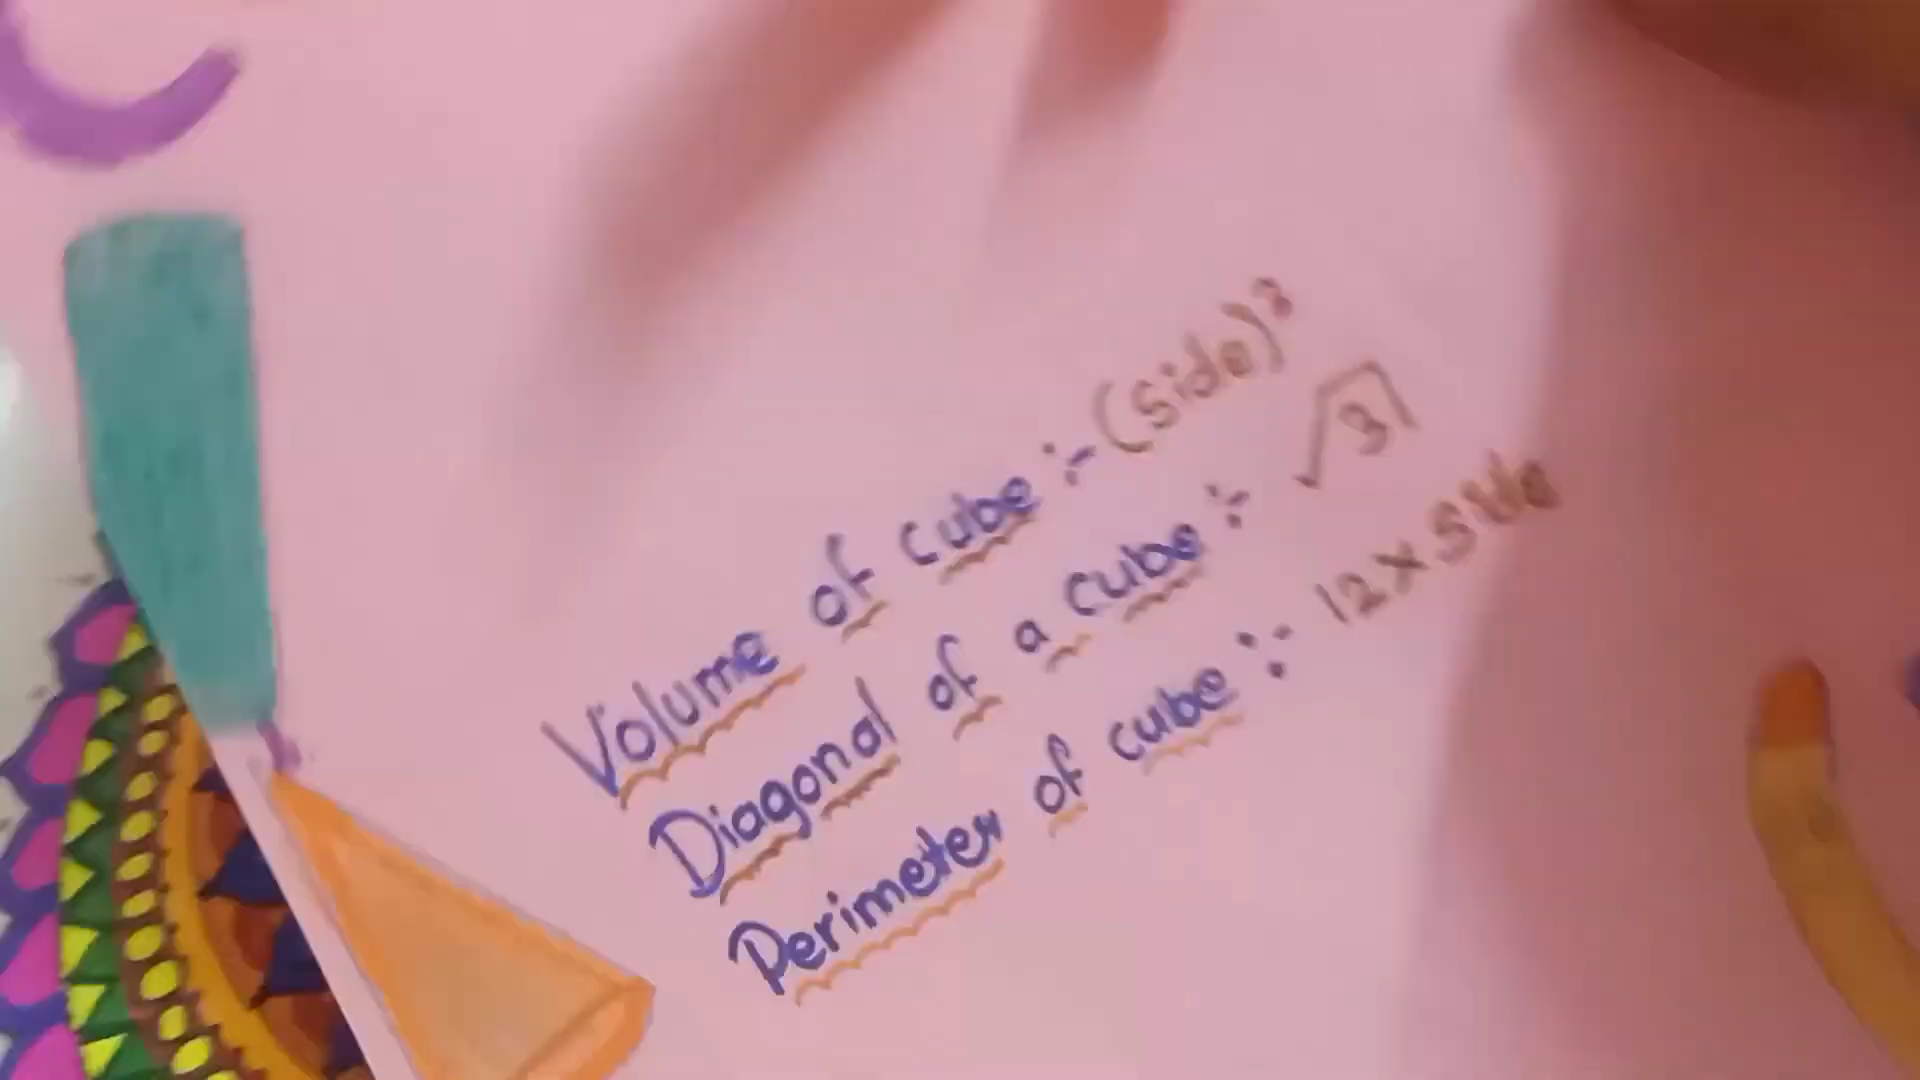 Volume of cube :- (Side)³
Diagonal of a cube :- √3
Perimeter of cube :- 12 × Side